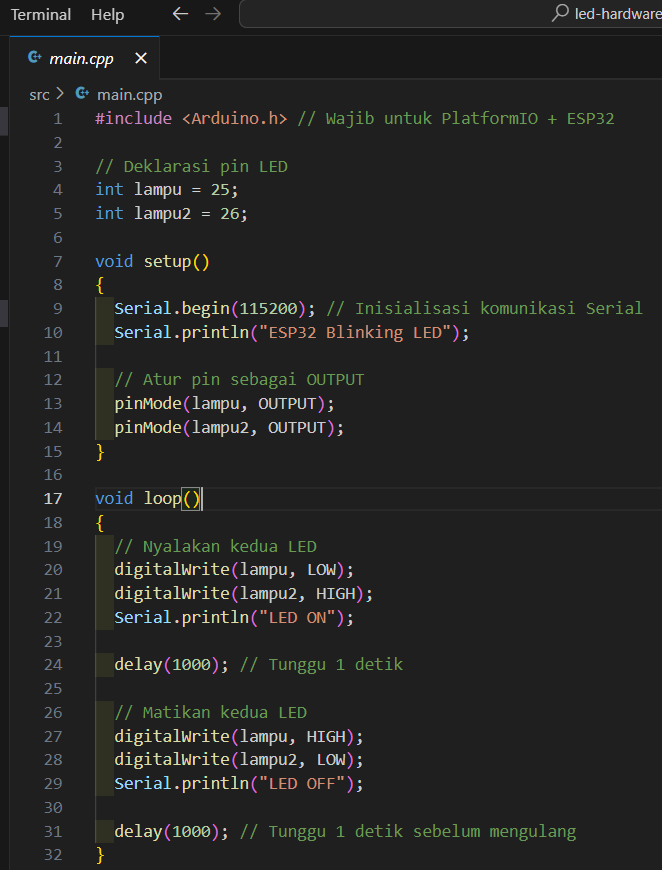 Terminal Help led-hardware
main.cpp
src > main.cpp
1 #include <Arduino.h> // Wajib untuk PlatformIO + ESP32
2
3 // Deklarasi pin LED
4 int lampu = 25;
5 int lampu2 = 26;
6
7 void setup()
8 {
9 Serial.begin(115200); // Inisialisasi komunikasi Serial
10 Serial.println("ESP32 Blinking LED");
11
12 // Atur pin sebagai OUTPUT
13 pinMode(lampu, OUTPUT);
14 pinMode(lampu2, OUTPUT);
15 }
16
17 void loop()
18 {
19 // Nyalakan kedua LED
20 digitalWrite(lampu, LOW);
21 digitalWrite(lampu2, HIGH);
22 Serial.println("LED ON");
23
24 delay(1000); // Tunggu 1 detik
25
26 // Matikan kedua LED
27 digitalWrite(lampu, HIGH);
28 digitalWrite(lampu2, LOW);
29 Serial.println("LED OFF");
30
31 delay(1000); // Tunggu 1 detik sebelum mengulang
32 }